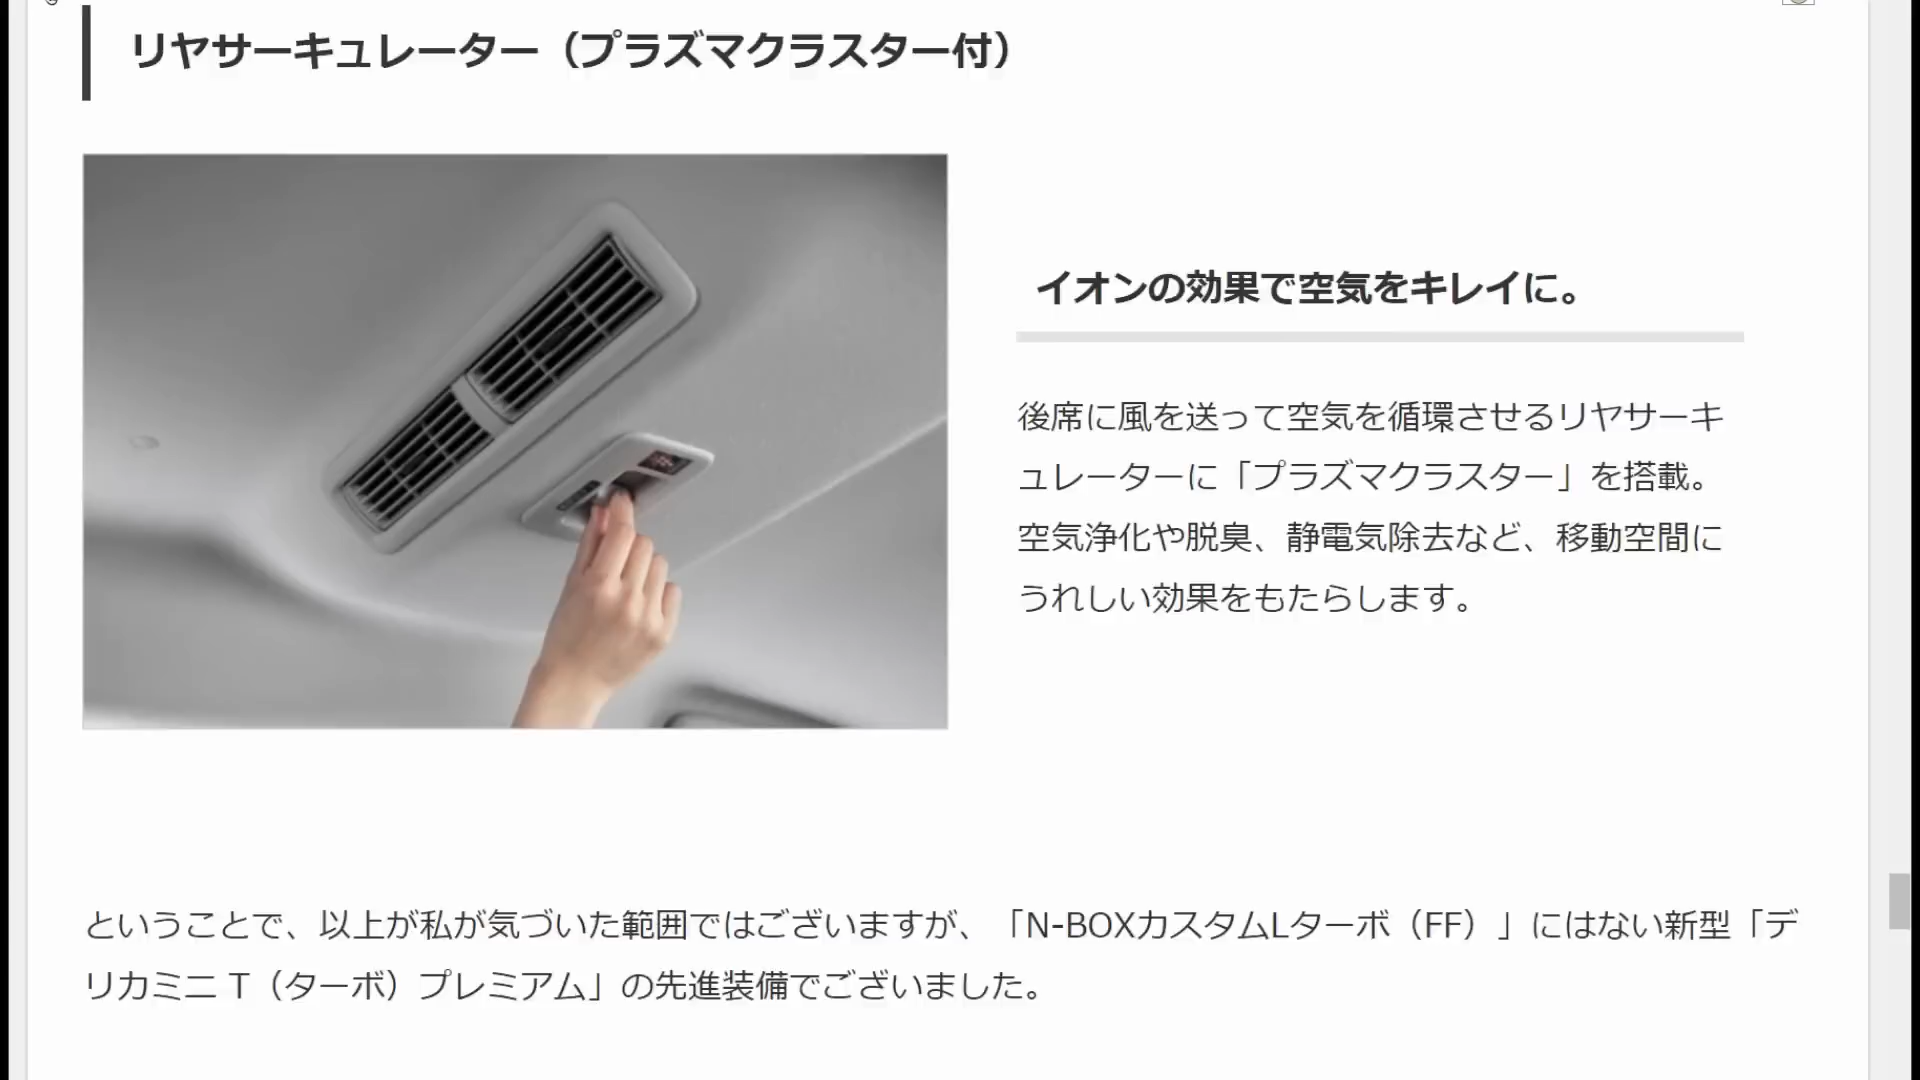 リヤサーキュレーター（プラズマクラスター付）
イオンの効果で空気をキレイに。
後席に風を送って空気を循環させるリヤサーキ
ュレーターに「プラズマクラスター」を搭載。
空気浄化や脱臭、静電気除去など、移動空間に
うれしい効果をもたらします。
ということで、以上が私が気づいた範囲ではございますが、「N-BOXカスタムLターボ（FF）」にはない新型「デ
リカミニ T（ターボ）プレミアム」の先進装備でございました。